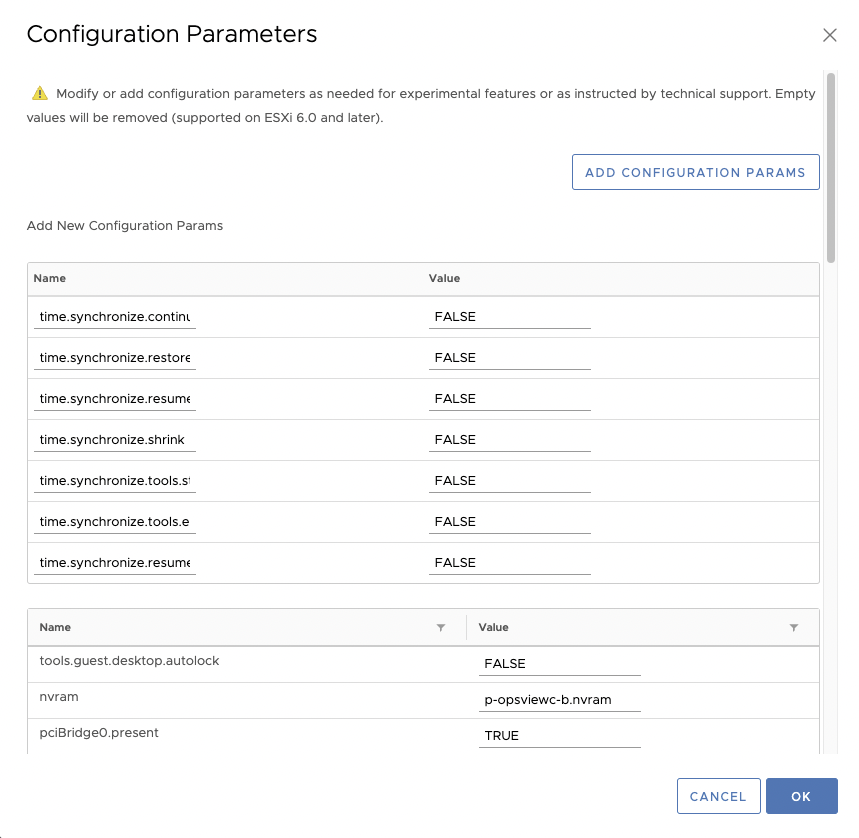 Configuration Parameters
Modify or add configuration parameters as needed for experimental features or as instructed by technical support. Empty
values will be removed (supported on ESXi 6.0 and later).
ADD CONFIGURATION PARAMS
Add New Configuration Params
Name Value
time.synchronize.continu FALSE
time.synchronize.restore FALSE
time.synchronize.resume FALSE
time.synchronize.shrink FALSE
time.synchronize.tools.st FALSE
time.synchronize.tools.e FALSE
time.synchronize.resume FALSE
Name Value
tools.guest.desktop.autolock FALSE
nvram p-opsviewc-b.nvram
pciBridge0.present TRUE
CANCEL OK